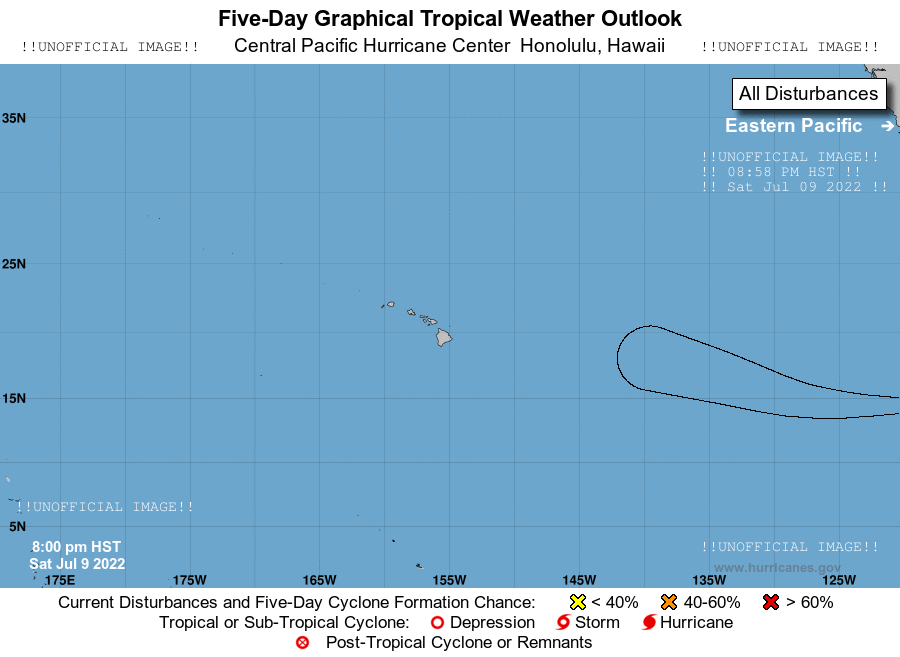 Five-Day Graphical Tropical Weather Outlook
!!UNOFFICIAL IMAGE!! Central Pacific Hurricane Center Honolulu, Hawaii !!UNOFFICIAL IMAGE!!
All Disturbances
35N
Eastern Pacific
!!UNOFFICIAL IMAGE!!
!! 08:58 PM HST !!
!! Sat Jul 09 2022 !!
25N
15N
!!UNOFFICIAL IMAGE!!
5N
8:00 pm HST
Sat Jul 9 2022
!!UNOFFICIAL IMAGE!!
www.hurricanes.gov
175E 175W 165W 155W 145W 135W 125W
Current Disturbances and Five-Day Cyclone Formation Chance: < 40% 40-60% > 60%
Tropical or Sub-Tropical Cyclone: Depression Storm Hurricane
Post-Tropical Cyclone or Remnants